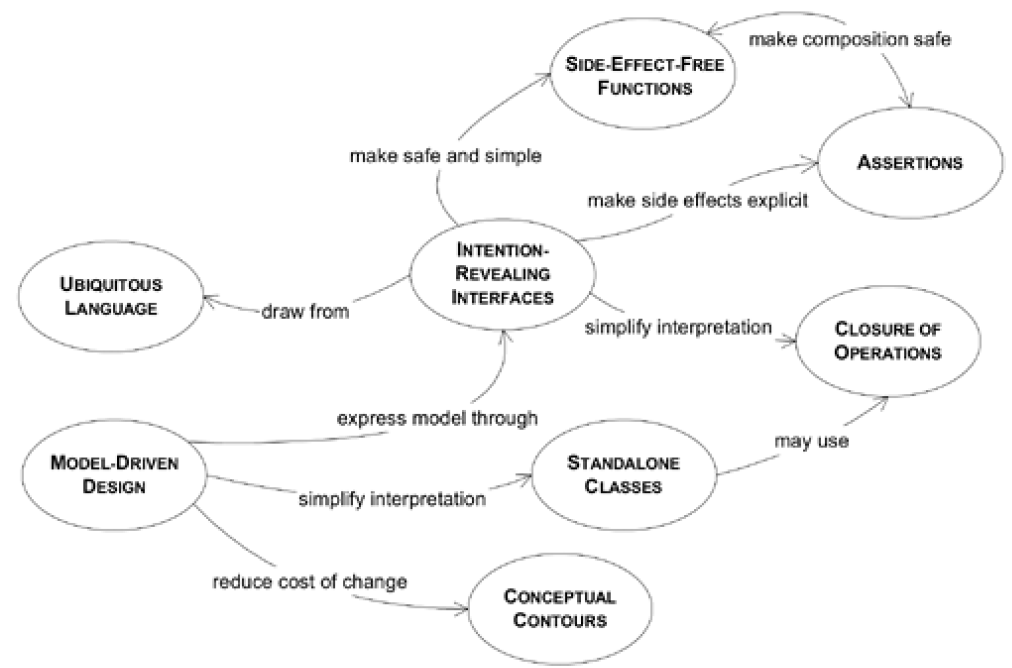 SIDE-EFFECT-FREE
FUNCTIONS
make composition safe
ASSERTIONS
make safe and simple
make side effects explicit
INTENTION-
REVEALING
INTERFACES
UBIQUITOUS
LANGUAGE
draw from
simplify interpretation
CLOSURE OF
OPERATIONS
express model through
may use
MODEL-DRIVEN
DESIGN
simplify interpretation
STANDALONE
CLASSES
reduce cost of change
CONCEPTUAL
CONTOURS